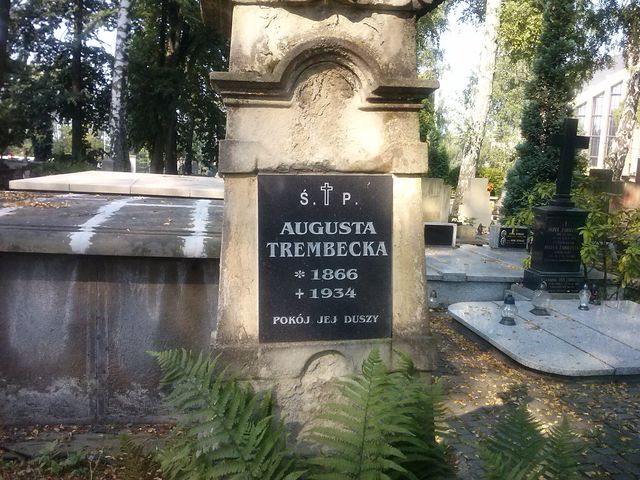 Ś. † P.
AUGUSTA
TREMBECKA
* 1866
+ 1934
POKÓJ JEJ DUSZY